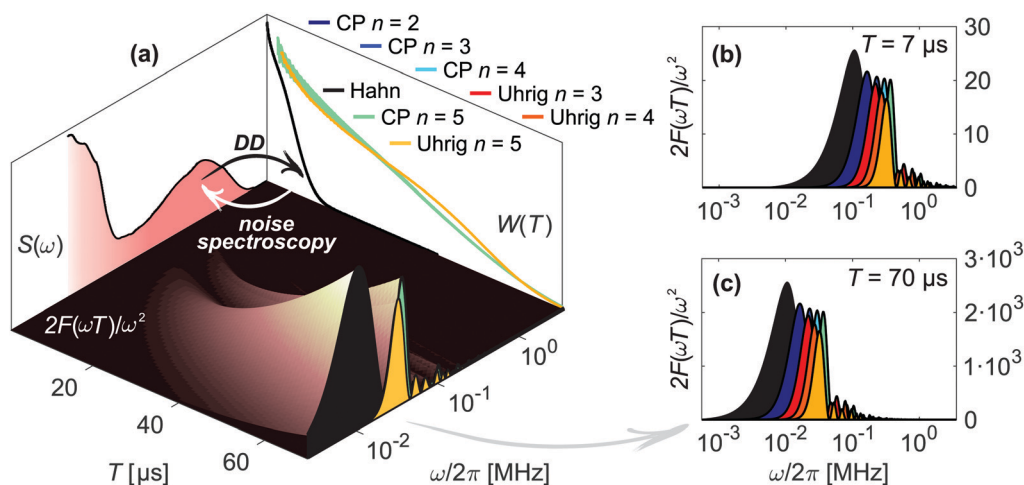 (a)
CP n = 2
CP n = 3
CP n = 4
Hahn
Uhrig n = 3
CP n = 5
Uhrig n = 4
Uhrig n = 5
DD
noise
spectroscopy
S(ω)
W(T)
2F(ωT)/ω²
20
40
60
T [µs]
10⁻²
10⁻¹
10⁰
ω/2π [MHz]
(b)
T = 7 µs
2F(ωT)/ω²
30
20
10
0
10⁻³
10⁻²
10⁻¹
10⁰
(c)
T = 70 µs
2F(ωT)/ω²
3·10³
2·10³
1·10³
0
10⁻³
10⁻²
10⁻¹
10⁰
ω/2π [MHz]